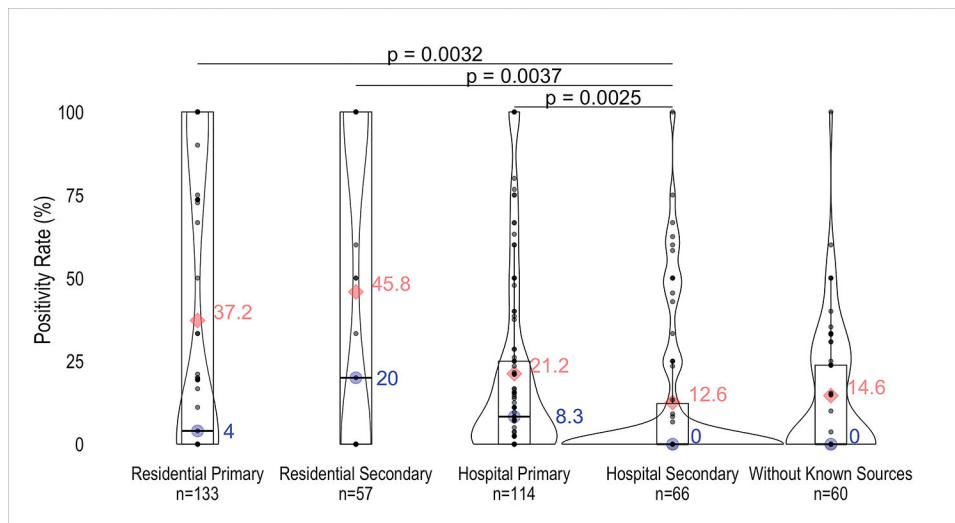 p = 0.0032
p = 0.0037
p = 0.0025
Positivity Rate (%)
100
75
50
25
0
37.2
4
45.8
20
21.2
8.3
12.6
0
14.6
0
Residential Primary
n=133
Residential Secondary
n=57
Hospital Primary
n=114
Hospital Secondary
n=66
Without Known Sources
n=60